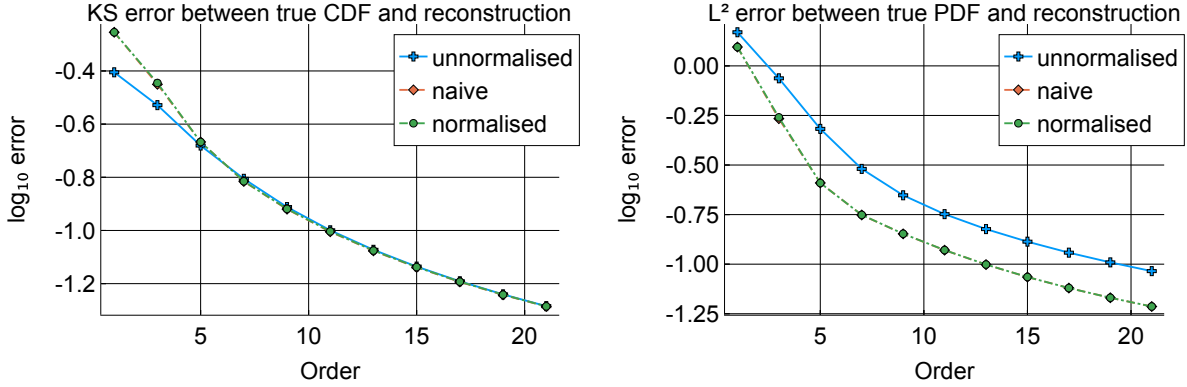 KS error between true CDF and reconstruction
-0.4
-0.6
-0.8
-1.0
-1.2
log₁₀ error
5
10
15
20
Order
unnormalised
naive
normalised
L² error between true PDF and reconstruction
0.00
-0.25
-0.50
-0.75
-1.00
-1.25
log₁₀ error
5
10
15
20
Order
unnormalised
naive
normalised